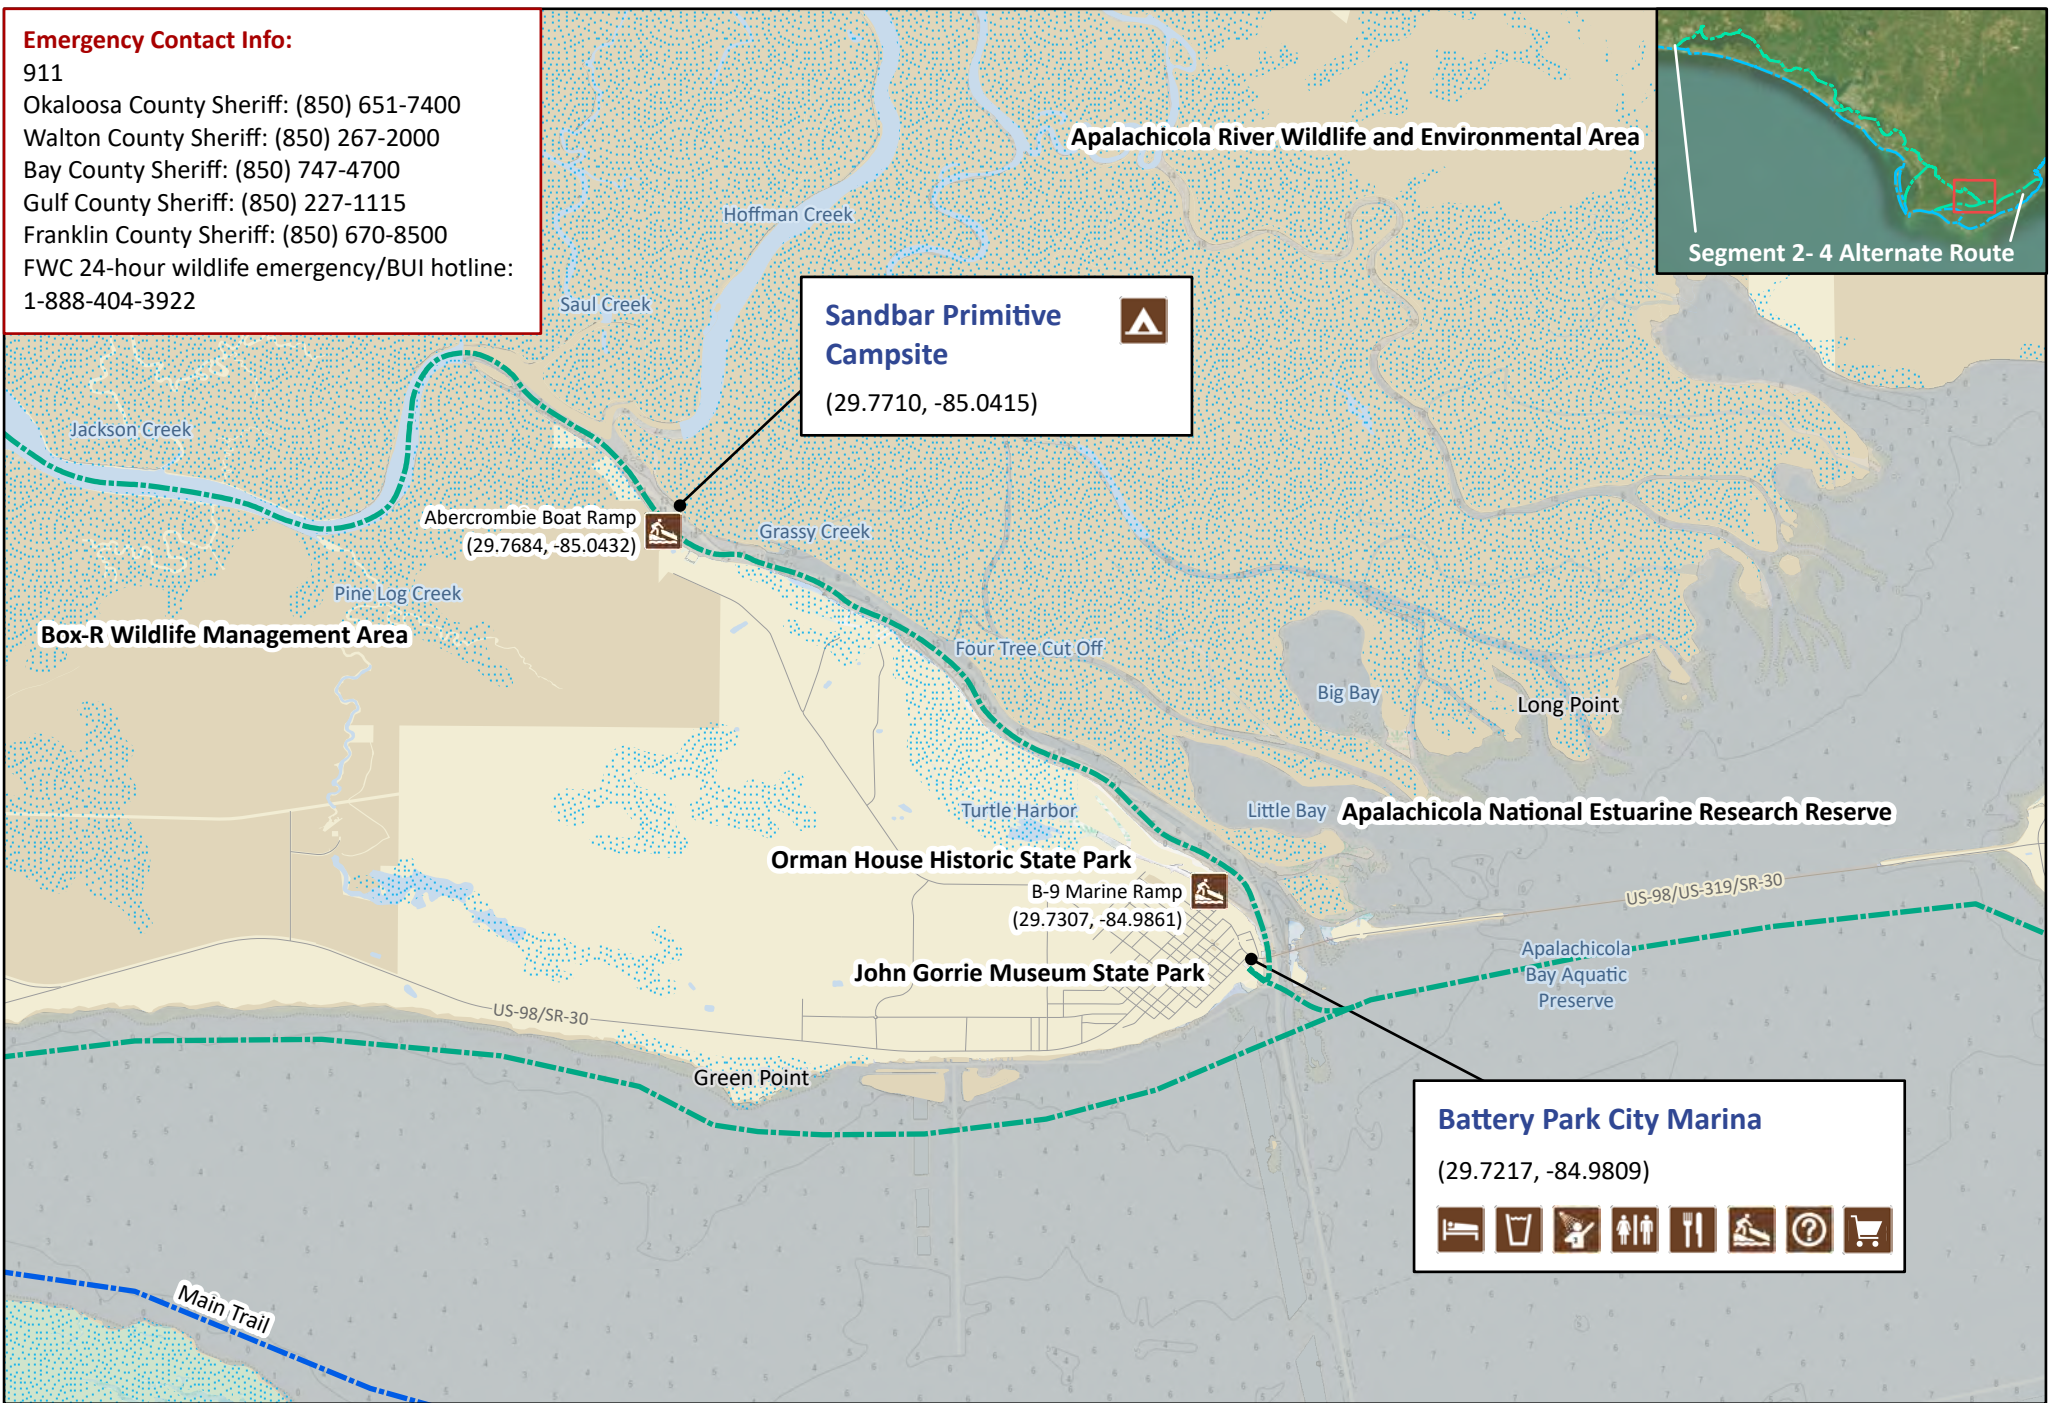 Emergency Contact Info:
911
Okaloosa County Sheriff: (850) 651-7400
Walton County Sheriff: (850) 267-2000
Bay County Sheriff: (850) 747-4700
Gulf County Sheriff: (850) 227-1115
Franklin County Sheriff: (850) 670-8500
FWC 24-hour wildlife emergency/BUI hotline:
1-888-404-3922
Segment 2- 4 Alternate Route
Apalachicola River Wildlife and Environmental Area
Hoffman Creek
Saul Creek
Sandbar Primitive
Campsite
(29.7710, -85.0415)
Jackson Creek
Abercrombie Boat Ramp
(29.7684, -85.0432)
Grassy Creek
Pine Log Creek
Box-R Wildlife Management Area
Four Tree Cut Off
Big Bay
Long Point
Turtle Harbor
Little Bay
Apalachicola National Estuarine Research Reserve
Orman House Historic State Park
B-9 Marine Ramp
(29.7307, -84.9861)
US-98/US-319/SR-30
John Gorrie Museum State Park
Apalachicola
Bay Aquatic
Preserve
US-98/SR-30
Green Point
Battery Park City Marina
(29.7217, -84.9809)
Main Trail